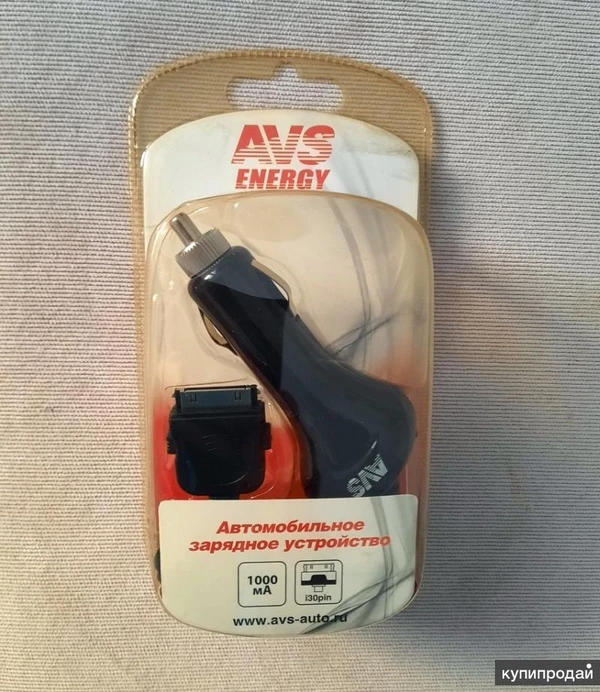 AVS
ENERGY
AVS
Автомобильное
зарядное устройство
1000
мА
i30pin
www.avs-auto.ru
купипродай